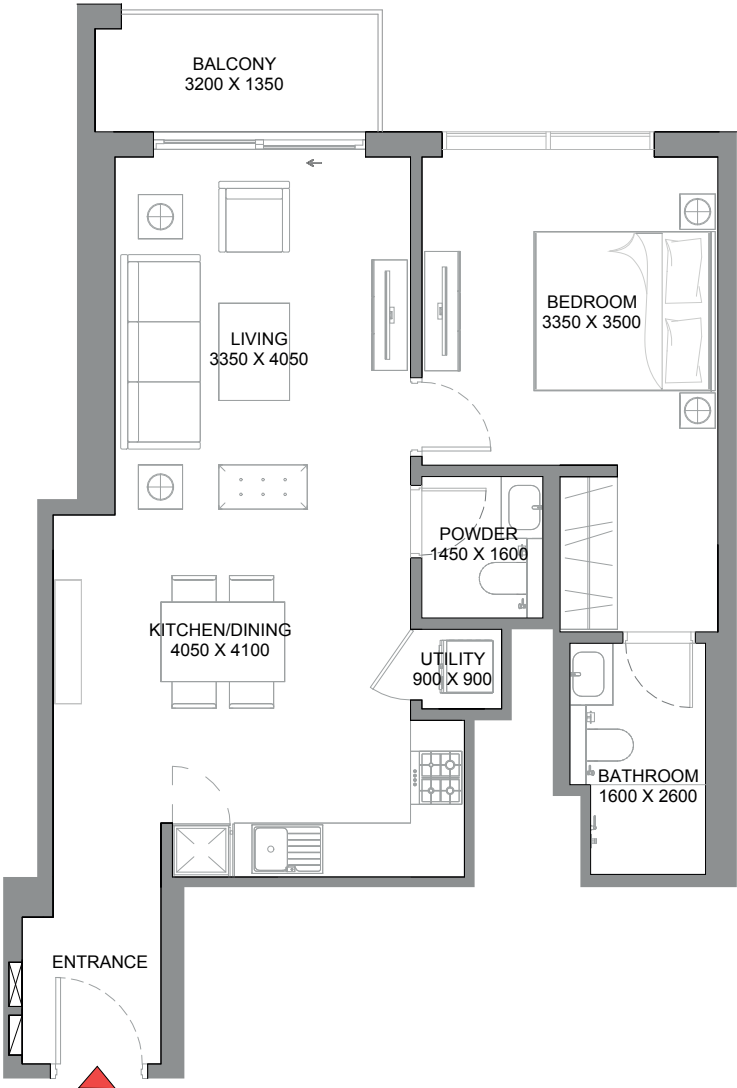 BALCONY
3200 X 1350
LIVING
3350 X 4050
BEDROOM
3350 X 3500
POWDER
1450 X 1600
KITCHEN/DINING
4050 X 4100
UTILITY
900 X 900
BATHROOM
1600 X 2600
ENTRANCE